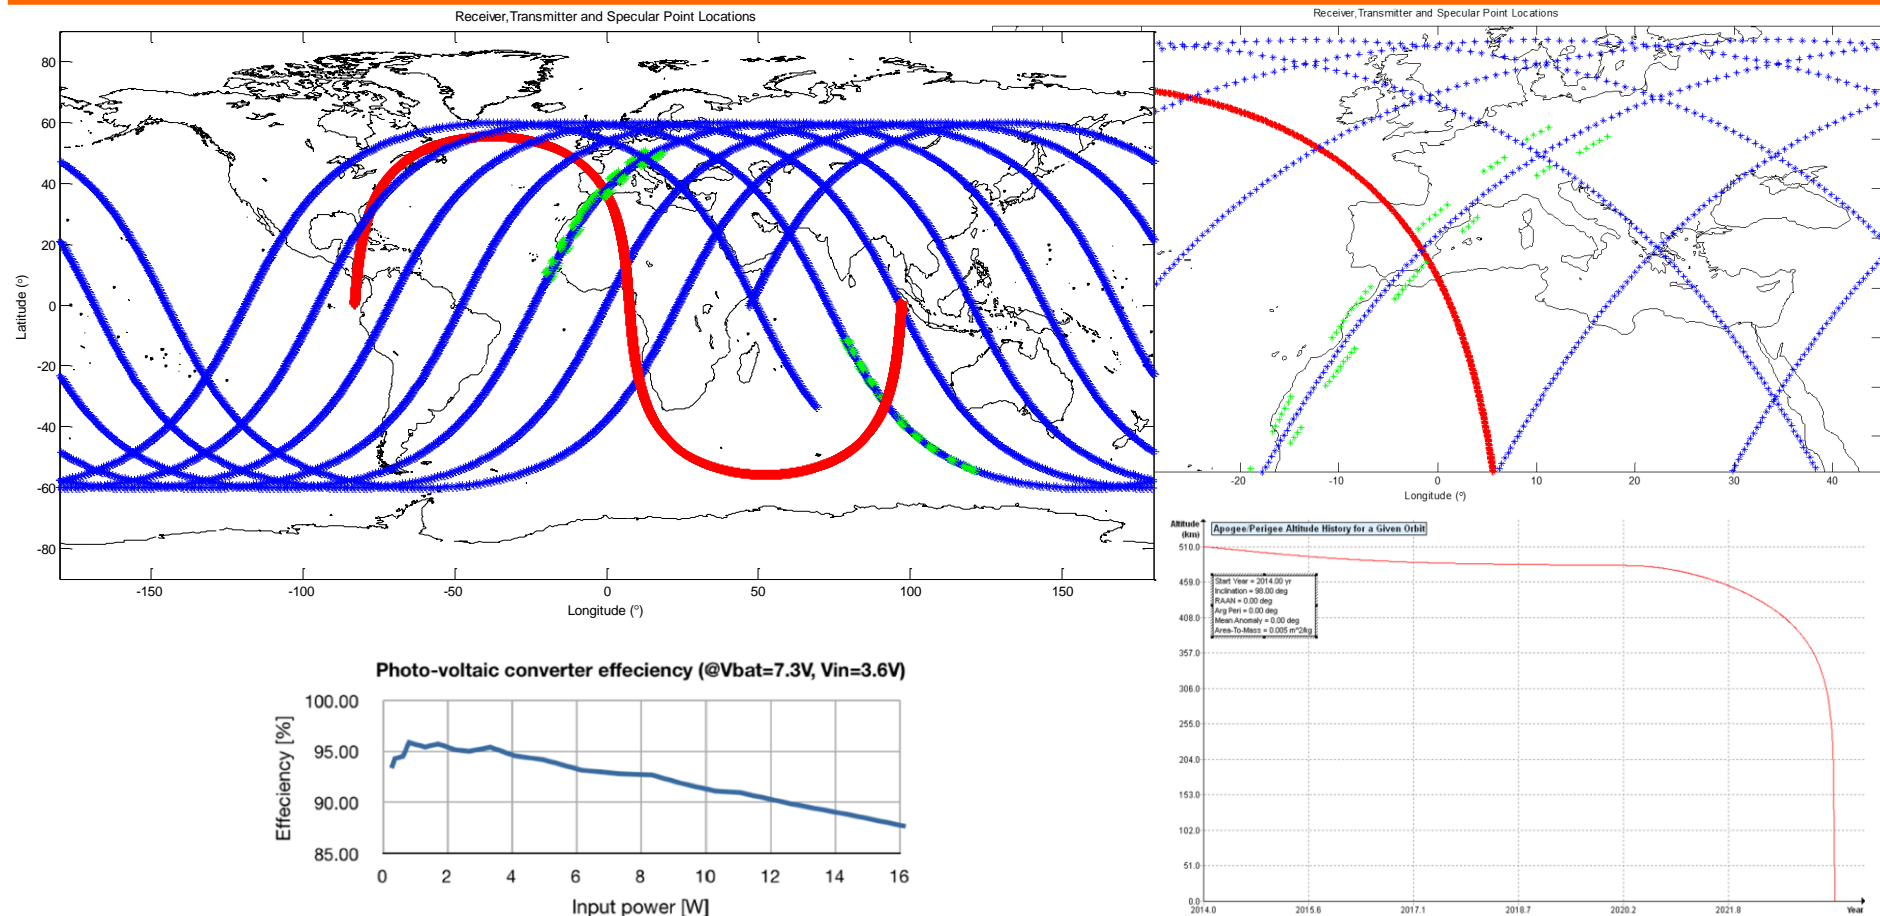 Receiver,Transmitter and Specular Point Locations
80
60
40
20
0
-20
-40
-60
-80
Latitude (º)
-150
-100
-50
0
50
100
150
Longitude (º)
Receiver,Transmitter and Specular Point Locations
-20
-10
0
10
20
30
40
Longitude (º)
Photo-voltaic converter effeciency (@Vbat=7.3V, Vin=3.6V)
100.00
95.00
90.00
85.00
Effeciency [%]
0
2
4
6
8
10
12
14
16
Input power [W]
Altitude
(km)
Apogee/Perigee Altitude History for a Given Orbit
510.0
459.0
408.0
357.0
306.0
255.0
204.0
153.0
102.0
51.0
0.0
Start Year = 2014.00 yr
Inclination = 98.00 deg
RAAN = 0.00 deg
Arg Peri = 0.00 deg
Mean Anomaly = 0.00 deg
Area-To-Mass = 0.005 m^2/kg
2014.0
2015.6
2017.1
2018.7
2020.2
2021.8
Year